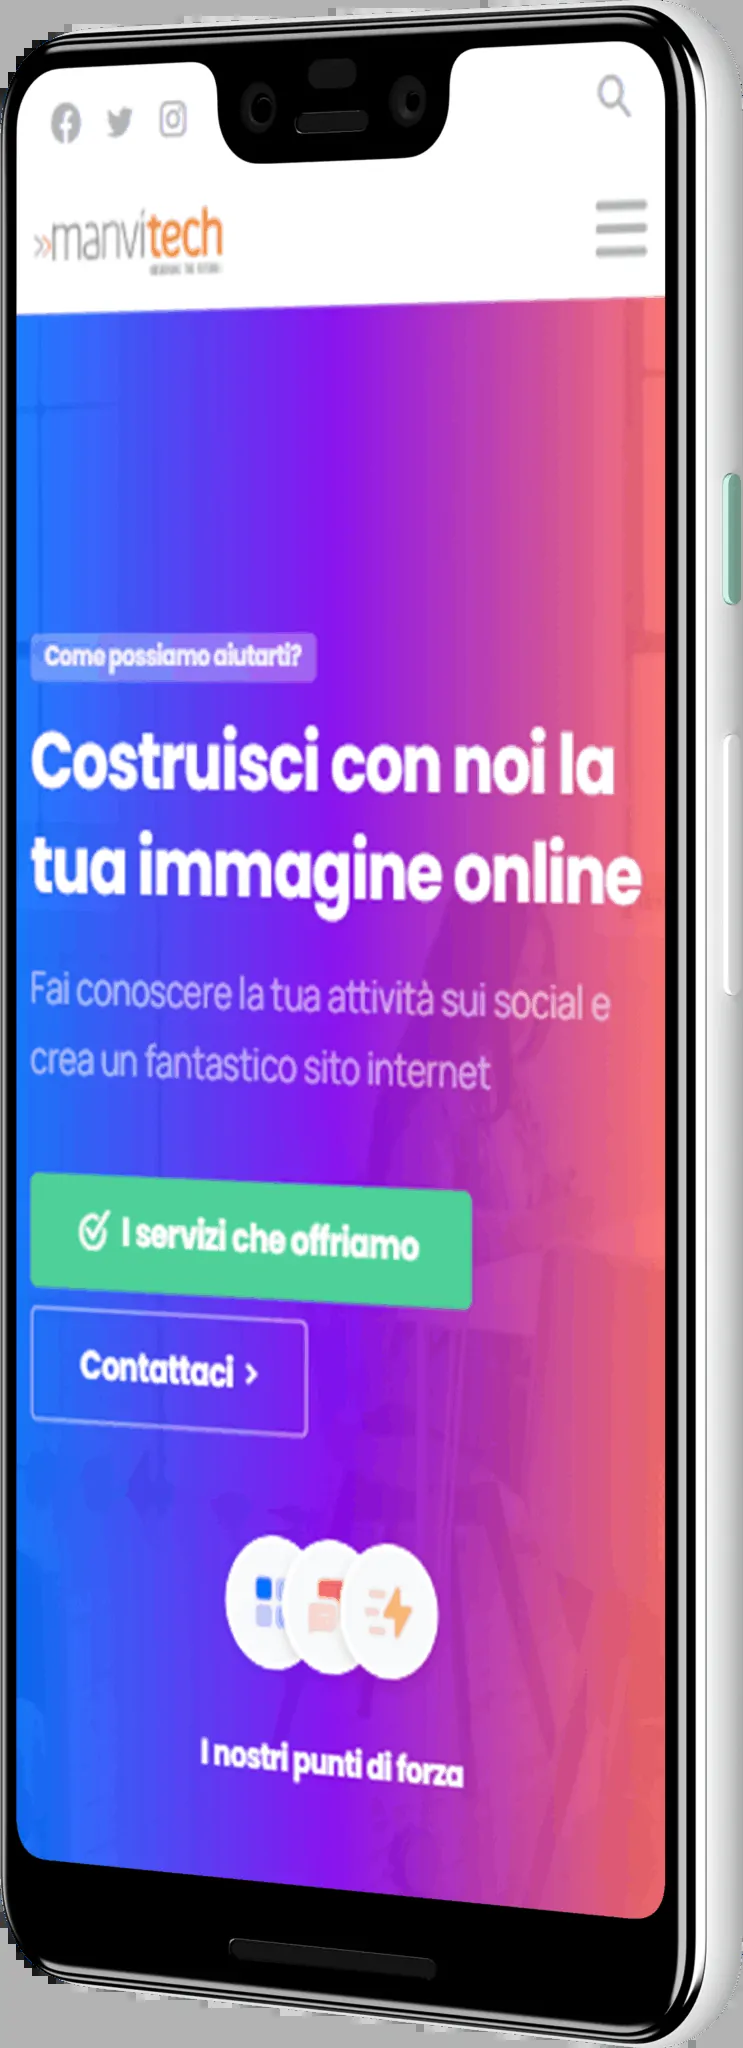 »manvitech
Come possiamo aiutarti?
Costruisci con noi la
tua immagine online
Fai conoscere la tua attività sui social e
crea un fantastico sito internet
I servizi che offriamo
Contattaci >
I nostri punti di forza